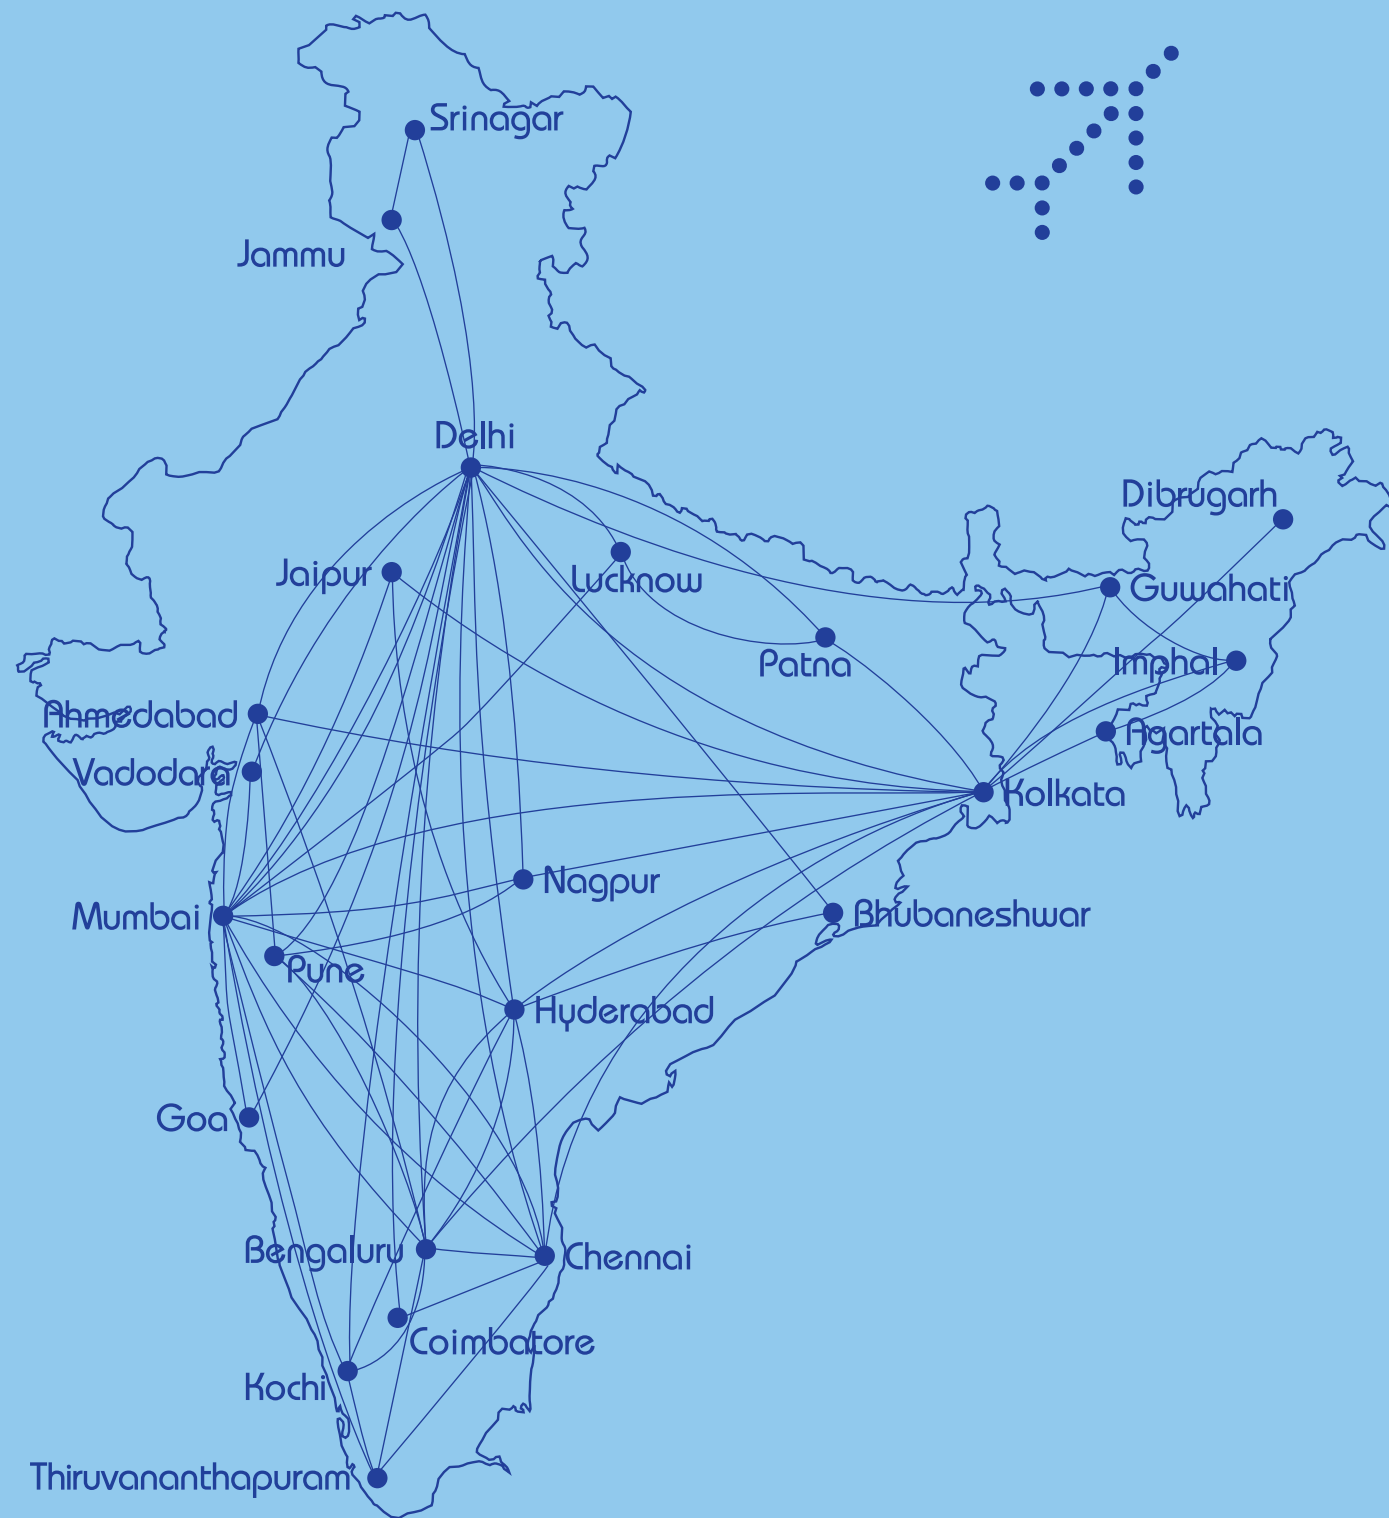 Srinagar
Jammu
Delhi
Dibrugarh
Jaipur
Lucknow
Guwahati
Patna
Imphal
Ahmedabad
Agartala
Vadodara
Kolkata
Nagpur
Mumbai
Bhubaneshwar
Pune
Hyderabad
Goa
Bengaluru
Chennai
Coimbatore
Kochi
Thiruvananthapuram